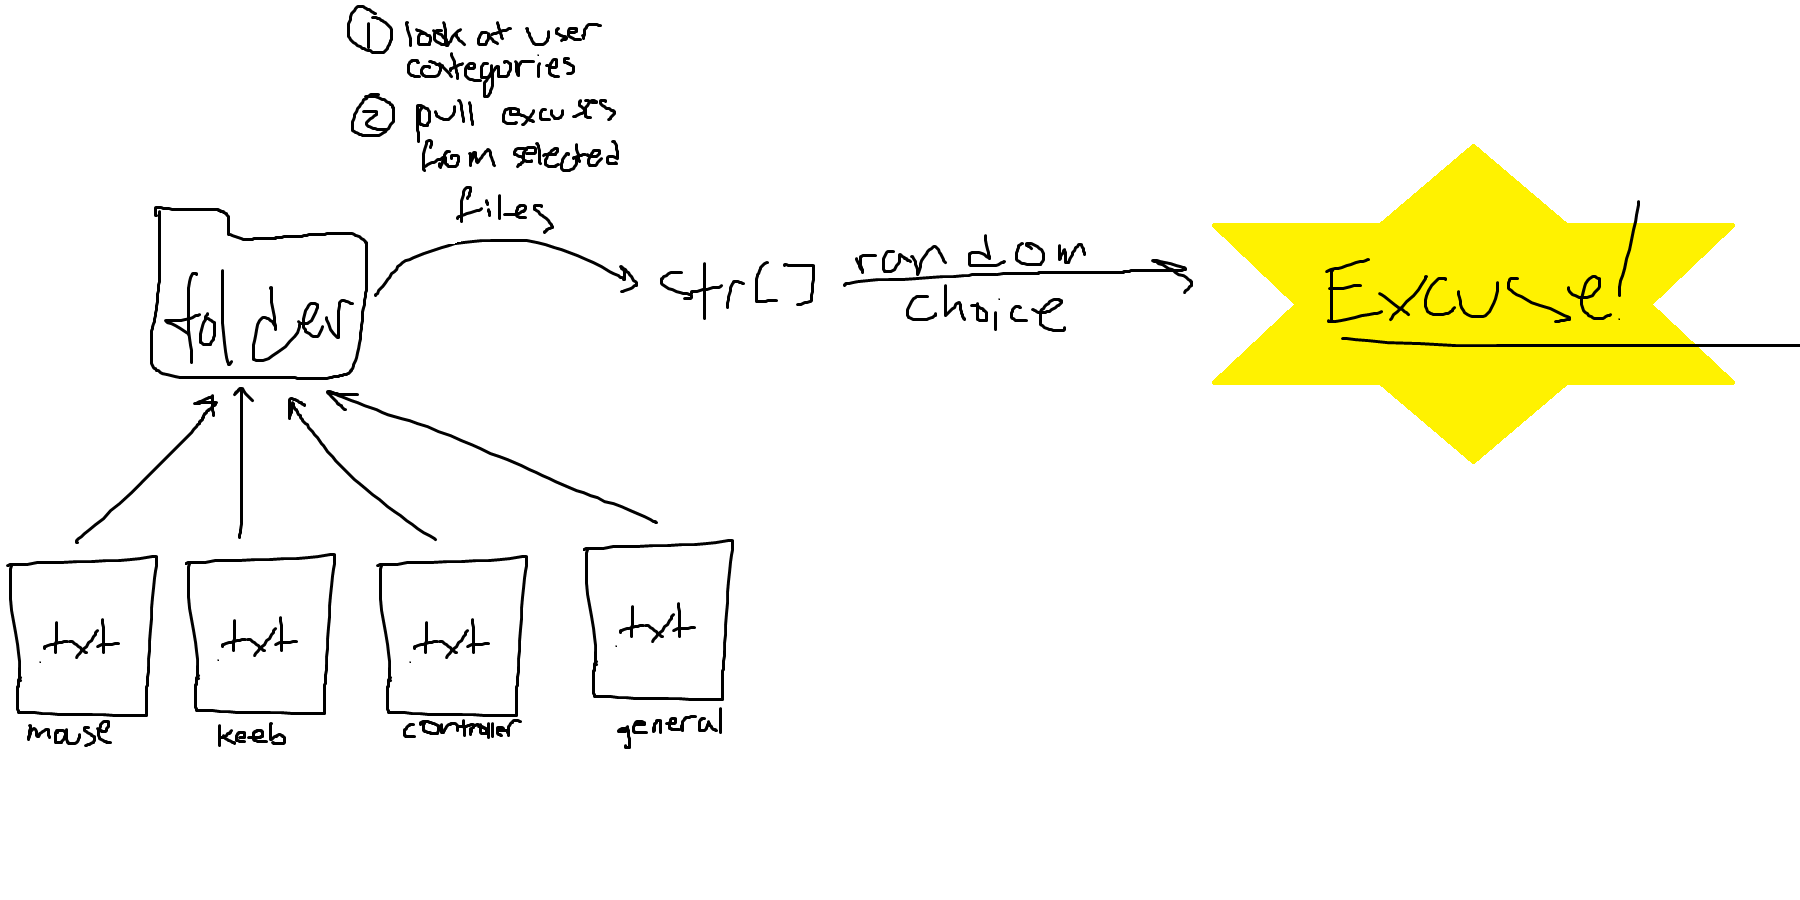 ① look at user
categories
② pull excuses
from selected
files
folder
str[]
random
choice
Excuse!
txt
txt
txt
txt
mouse
keeb
controller
general